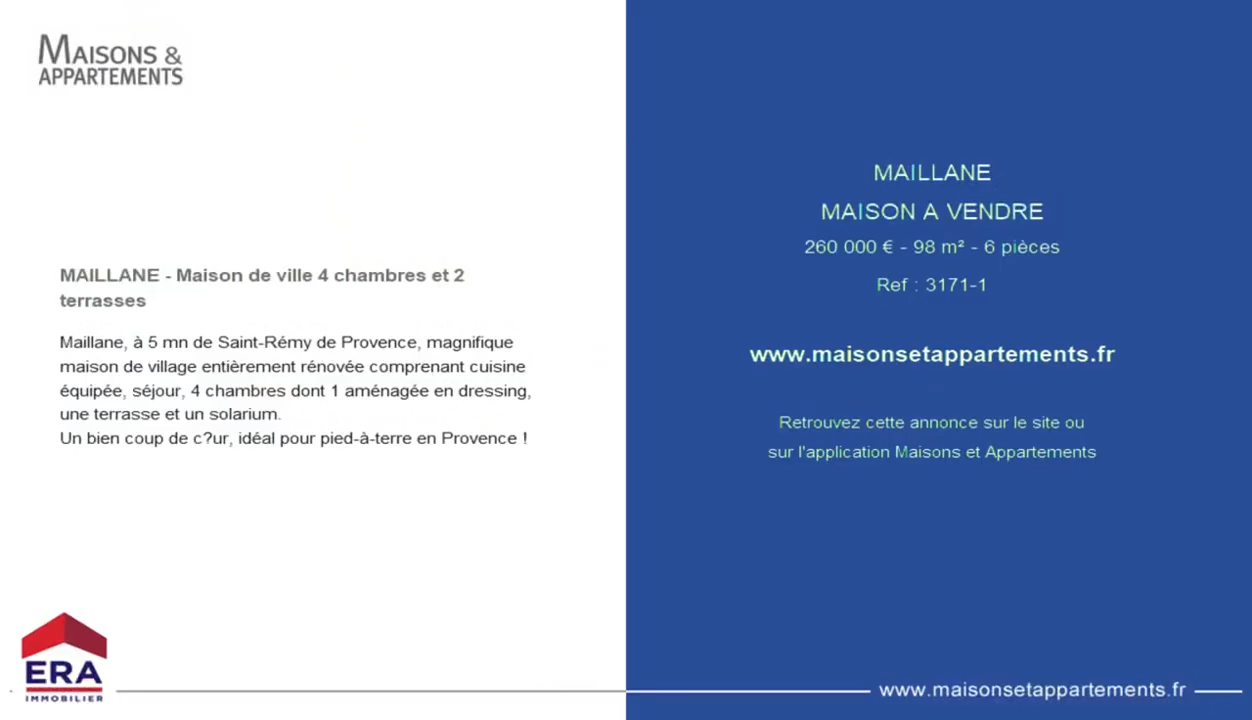 MAISONS &
APPARTEMENTS
MAILLANE - Maison de ville 4 chambres et 2
terrasses
Maillane, à 5 mn de Saint-Rémy de Provence, magnifique
maison de village entièrement rénovée comprenant cuisine
équipée, séjour, 4 chambres dont 1 aménagée en dressing,
une terrasse et un solarium.
Un bien coup de c?ur, idéal pour pied-à-terre en Provence !
ERA
IMMOBILIER
MAILLANE
MAISON A VENDRE
260 000 € - 98 m² - 6 pièces
Ref : 3171-1
www.maisonsetappartements.fr
Retrouvez cette annonce sur le site ou
sur l'application Maisons et Appartements
www.maisonsetappartements.fr